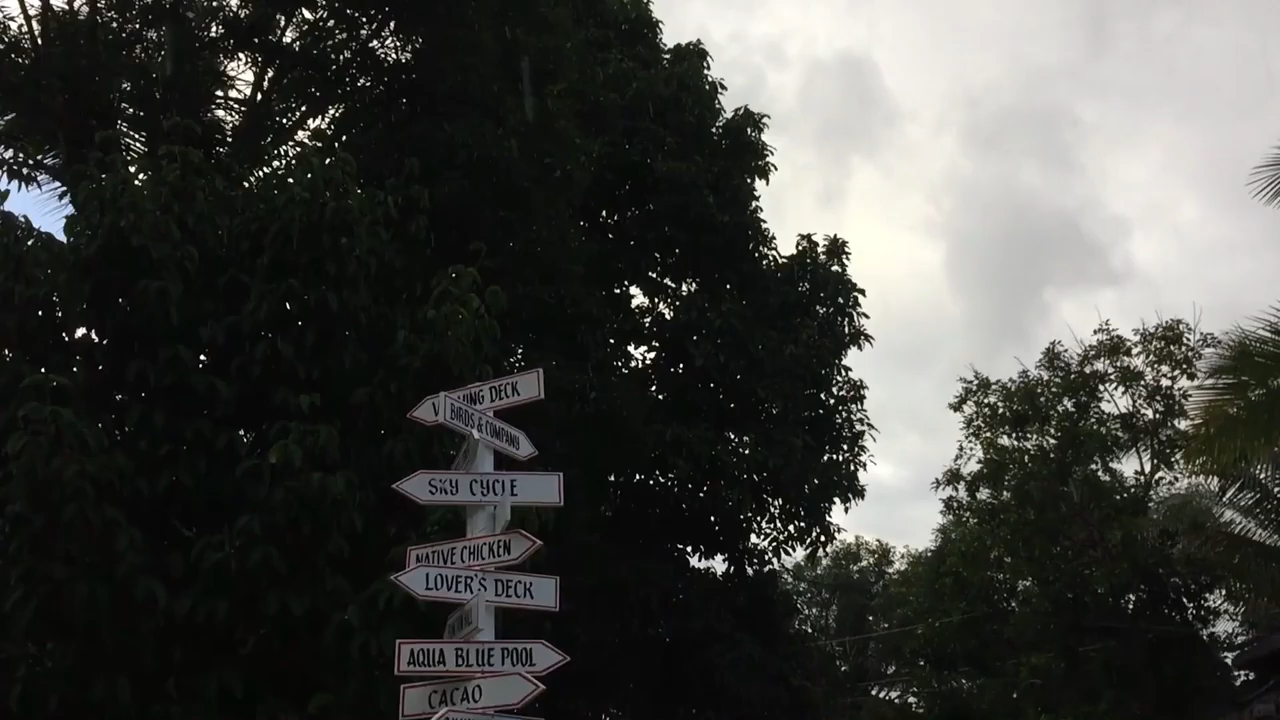 DECK
BIRDS & COMPANY
SKY CYCLE
NATIVE CHICKEN
LOVER'S DECK
AQUA BLUE POOL
CACAO